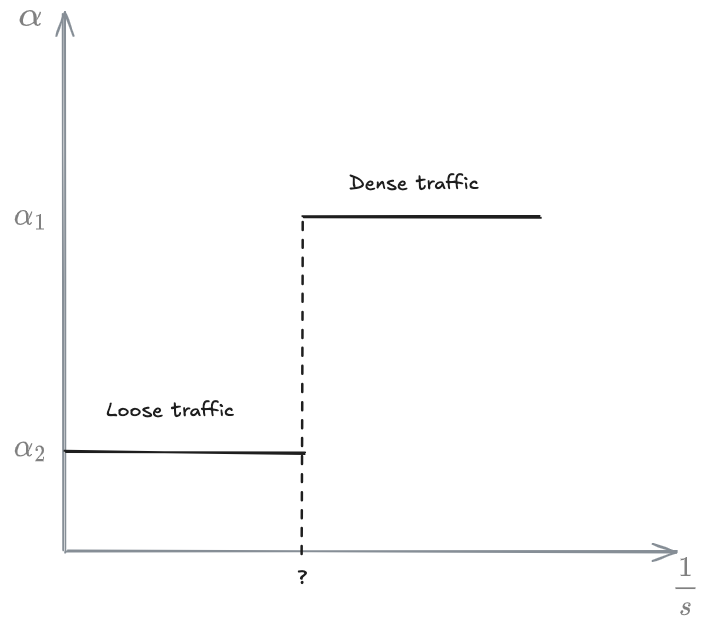 α
Dense traffic
α₁
Loose traffic
α₂
?
1
s